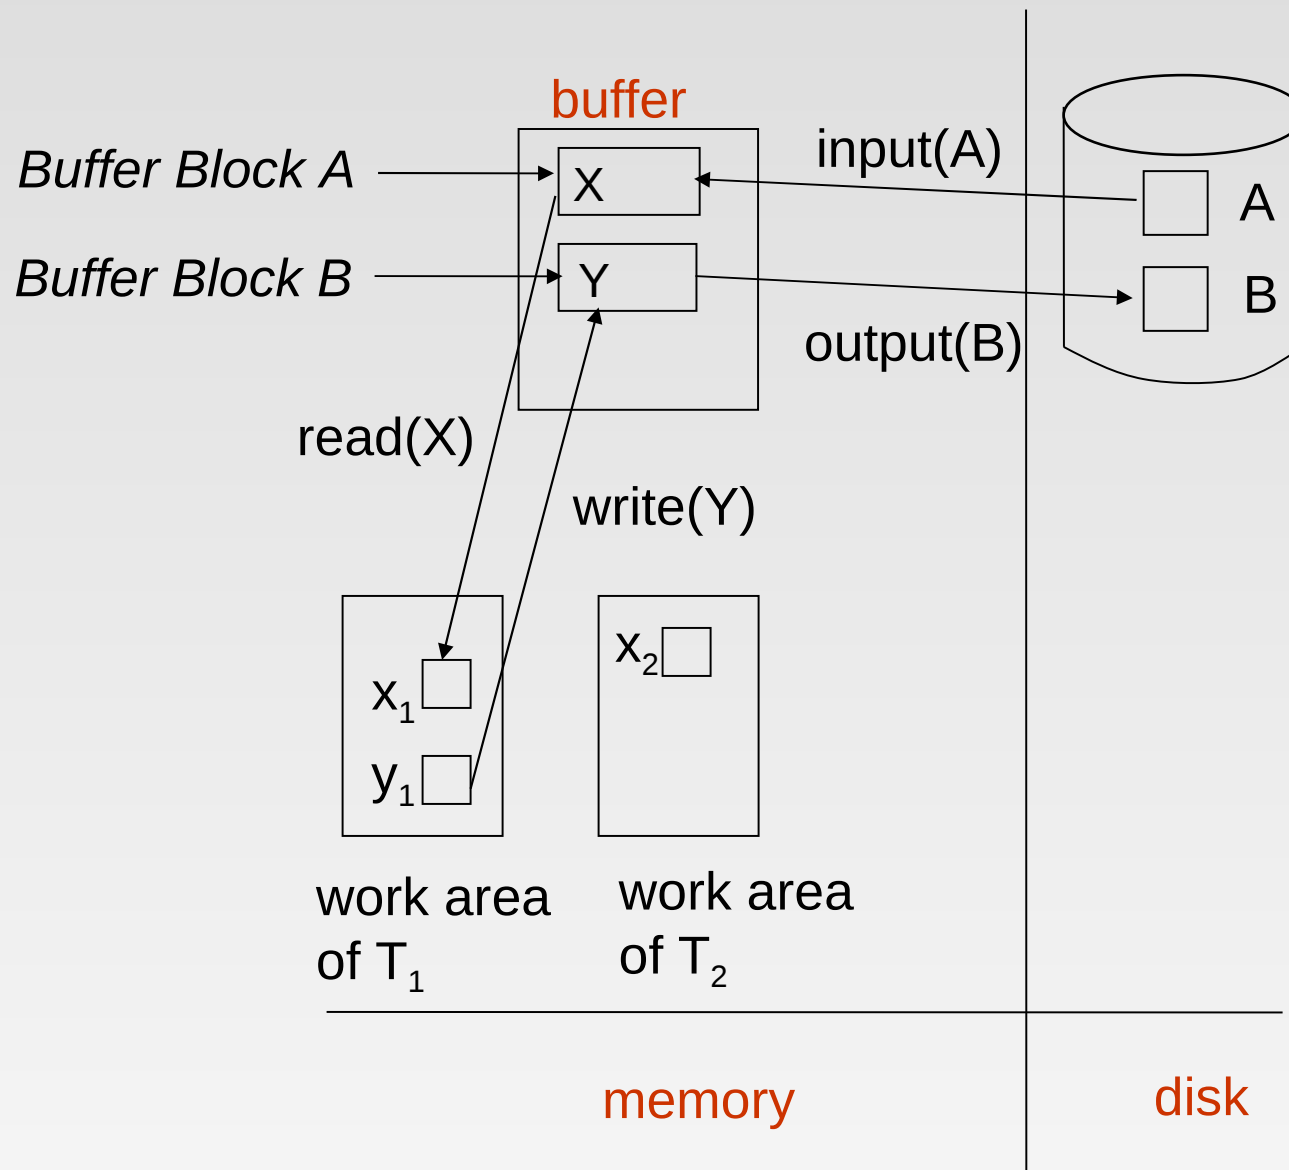 buffer
Buffer Block A
X
input(A)
A
Buffer Block B
Y
B
output(B)
read(X)
write(Y)
x2
x1
y1
work area
of T1
work area
of T2
memory
disk